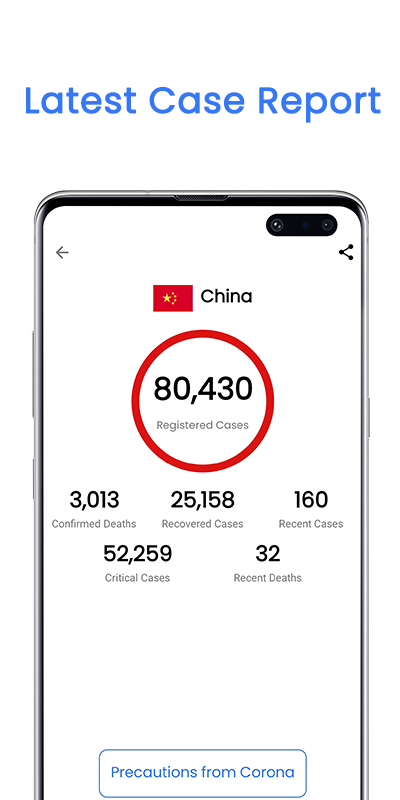 Latest Case Report
China
80,430
Registered Cases
3,013 25,158 160
Confirmed Deaths Recovered Cases Recent Cases
52,259 32
Critical Cases Recent Deaths
Precautions from Corona